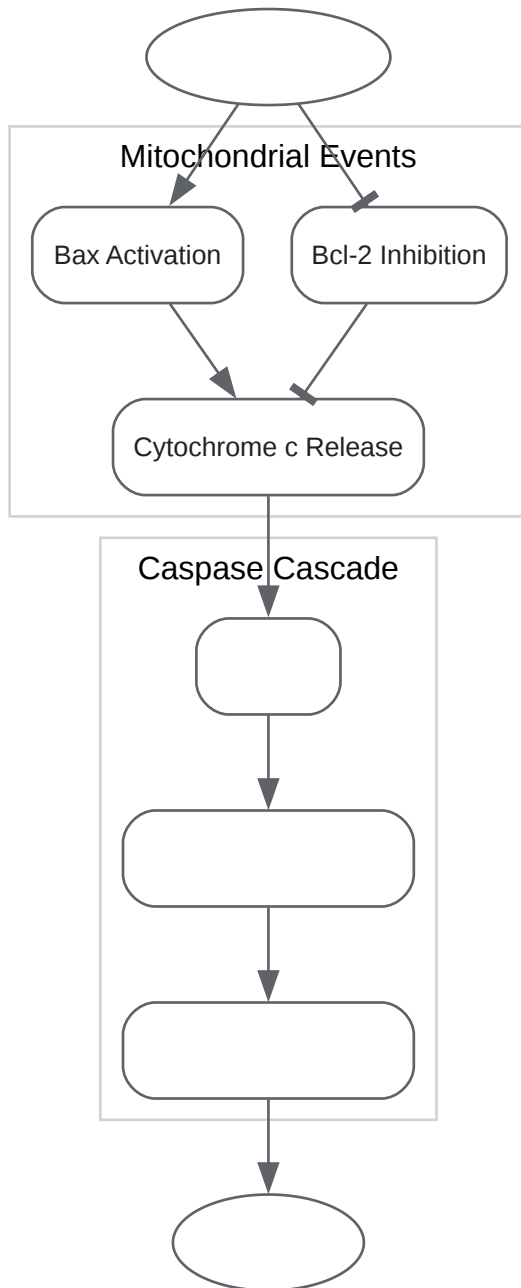 Mitochondrial Events
Bax Activation
Bcl-2 Inhibition
Cytochrome c Release
Caspase Cascade